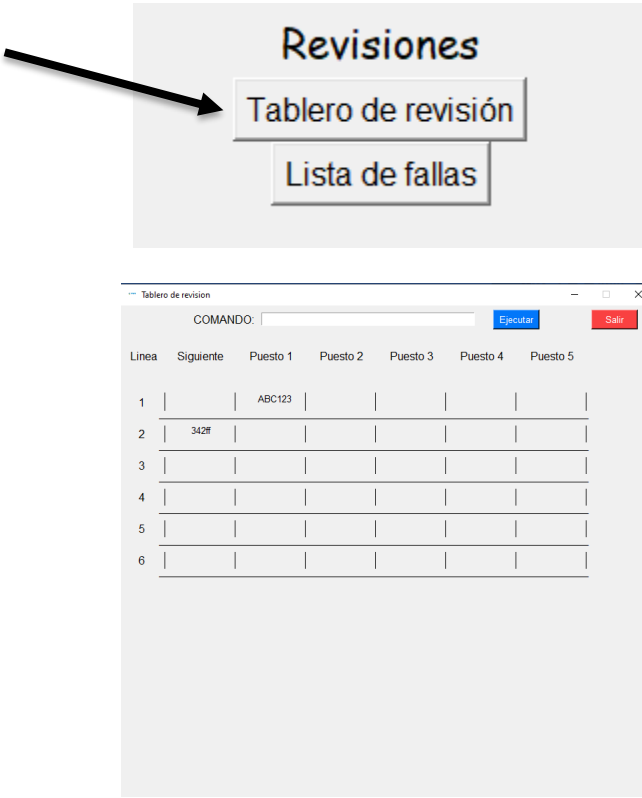 Revisiones
Tablero de revisión
Lista de fallas
Tablero de revision
COMANDO: Ejecutar Salir
Linea Siguiente Puesto 1 Puesto 2 Puesto 3 Puesto 4 Puesto 5
1 ABC123
2 342ff
3
4
5
6